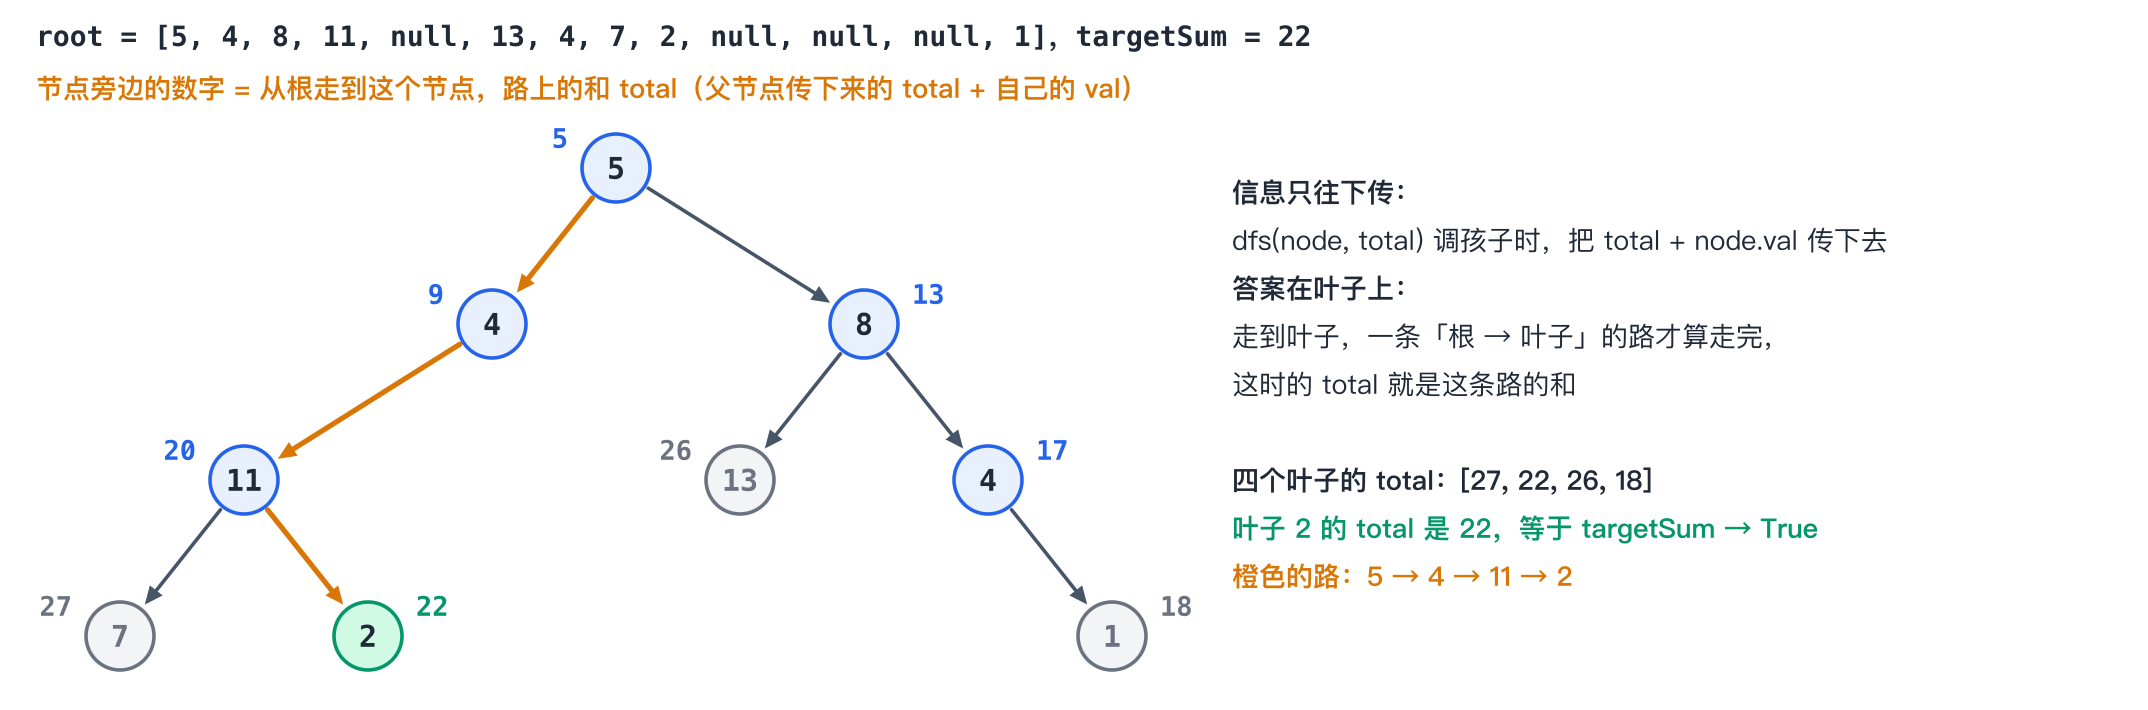 root = [5, 4, 8, 11, null, 13, 4, 7, 2, null, null, null, 1], targetSum = 22
节点旁边的数字 = 从根走到这个节点，路上的和 total（父节点传下来的 total + 自己的 val）
5
5
9
4
8
13
20
11
26
13
4
17
27
7
2
22
1
18
信息只往下传：
dfs(node, total) 调孩子时，把 total + node.val 传下去
答案在叶子上：
走到叶子，一条「根 → 叶子」的路才算走完，
这时的 total 就是这条路的和
四个叶子的 total：[27, 22, 26, 18]
叶子 2 的 total 是 22，等于 targetSum → True
橙色的路：5 → 4 → 11 → 2